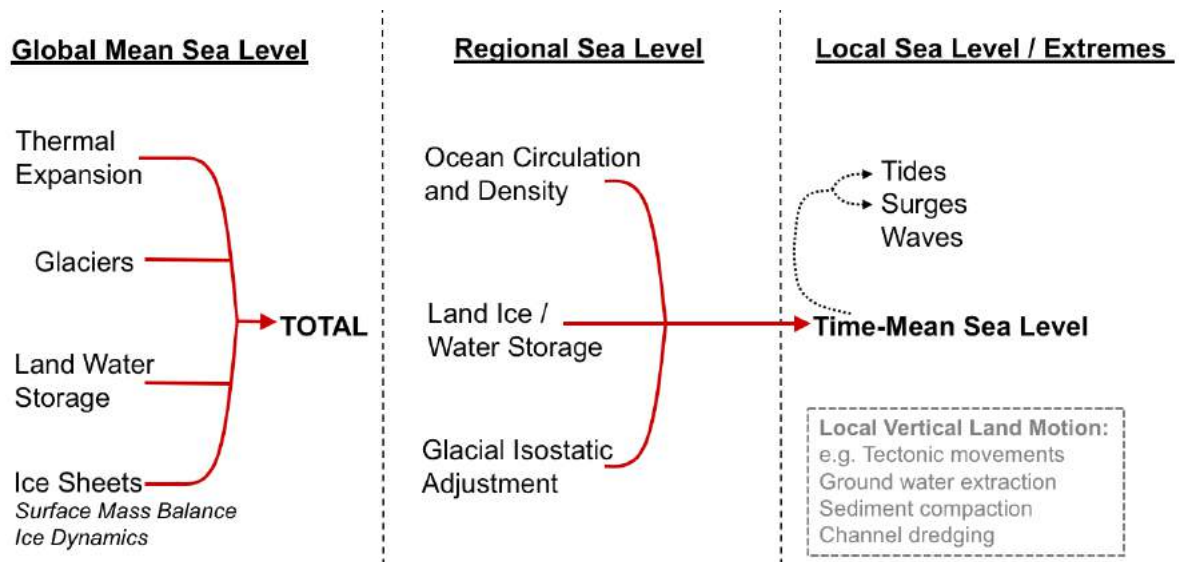 Global Mean Sea Level
Thermal
Expansion
Glaciers
Land Water
Storage
Ice Sheets
Surface Mass Balance
Ice Dynamics
TOTAL
Regional Sea Level
Ocean Circulation
and Density
Land Ice /
Water Storage
Glacial Isostatic
Adjustment
Local Sea Level / Extremes
Tides
Surges
Waves
Time-Mean Sea Level
Local Vertical Land Motion:
e.g. Tectonic movements
Ground water extraction
Sediment compaction
Channel dredging